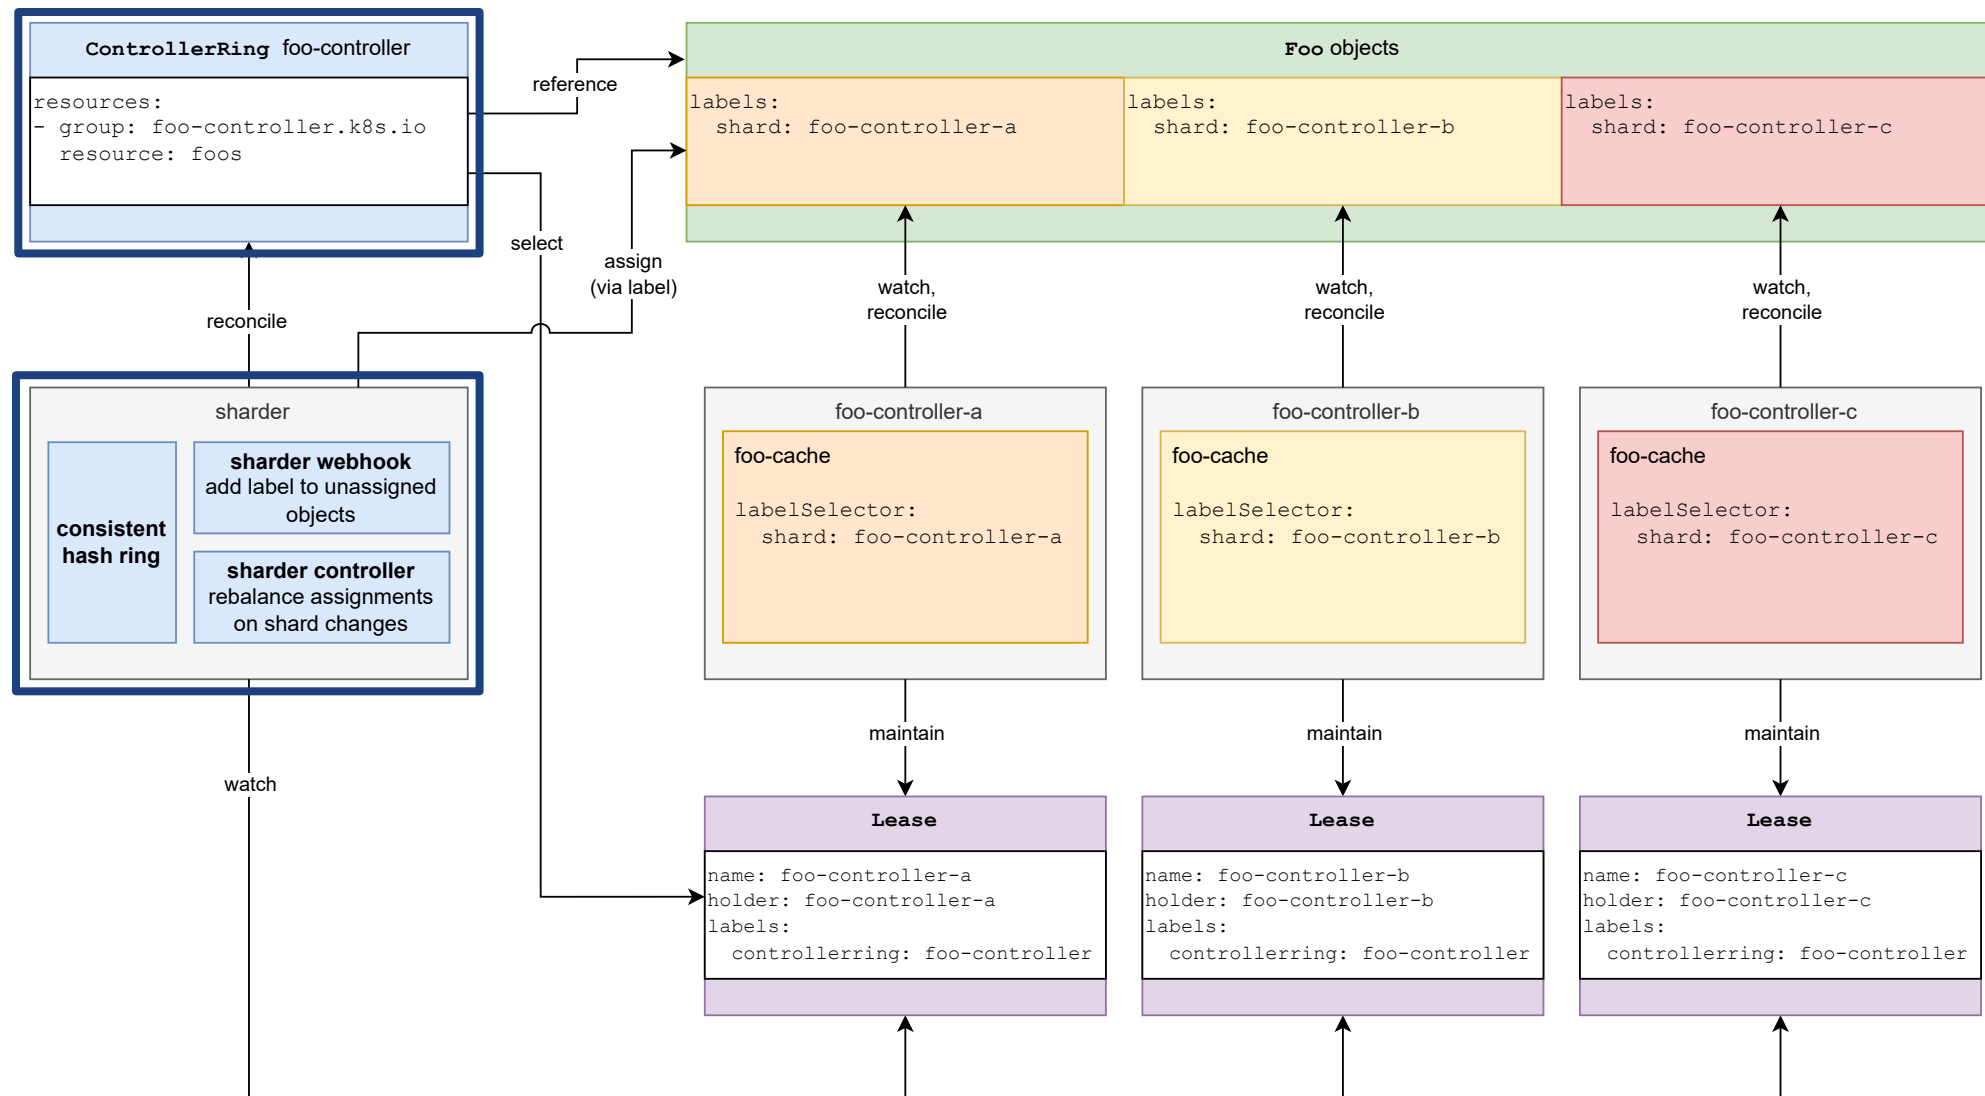 ControllerRing foo-controller
resources:
- group: foo-controller.k8s.io
  resource: foos
reference
select
assign
(via label)
reconcile
Foo objects
labels:
  shard: foo-controller-a
labels:
  shard: foo-controller-b
labels:
  shard: foo-controller-c
watch,
reconcile
watch,
reconcile
watch,
reconcile
sharder
consistent
hash ring
sharder webhook
add label to unassigned
objects
sharder controller
rebalance assignments
on shard changes
foo-controller-a
foo-cache
labelSelector:
  shard: foo-controller-a
foo-controller-b
foo-cache
labelSelector:
  shard: foo-controller-b
foo-controller-c
foo-cache
labelSelector:
  shard: foo-controller-c
watch
maintain
maintain
maintain
Lease
name: foo-controller-a
holder: foo-controller-a
labels:
  controllerring: foo-controller
Lease
name: foo-controller-b
holder: foo-controller-b
labels:
  controllerring: foo-controller
Lease
name: foo-controller-c
holder: foo-controller-c
labels:
  controllerring: foo-controller